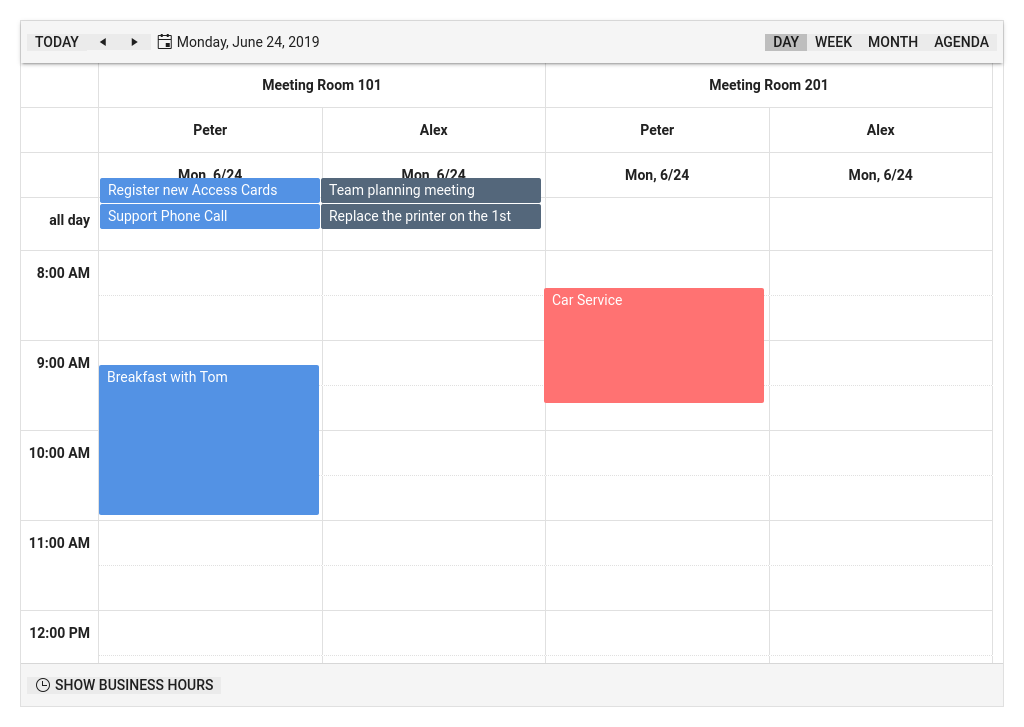 TODAY Monday, June 24, 2019 DAY WEEK MONTH AGENDA
Meeting Room 101 Meeting Room 201
Peter Alex Peter Alex
Mon, 6/24 Mon, 6/24 Mon, 6/24 Mon, 6/24
Register new Access Cards Team planning meeting
Support Phone Call Replace the printer on the 1st
all day
8:00 AM
Car Service
9:00 AM
Breakfast with Tom
10:00 AM
11:00 AM
12:00 PM
SHOW BUSINESS HOURS